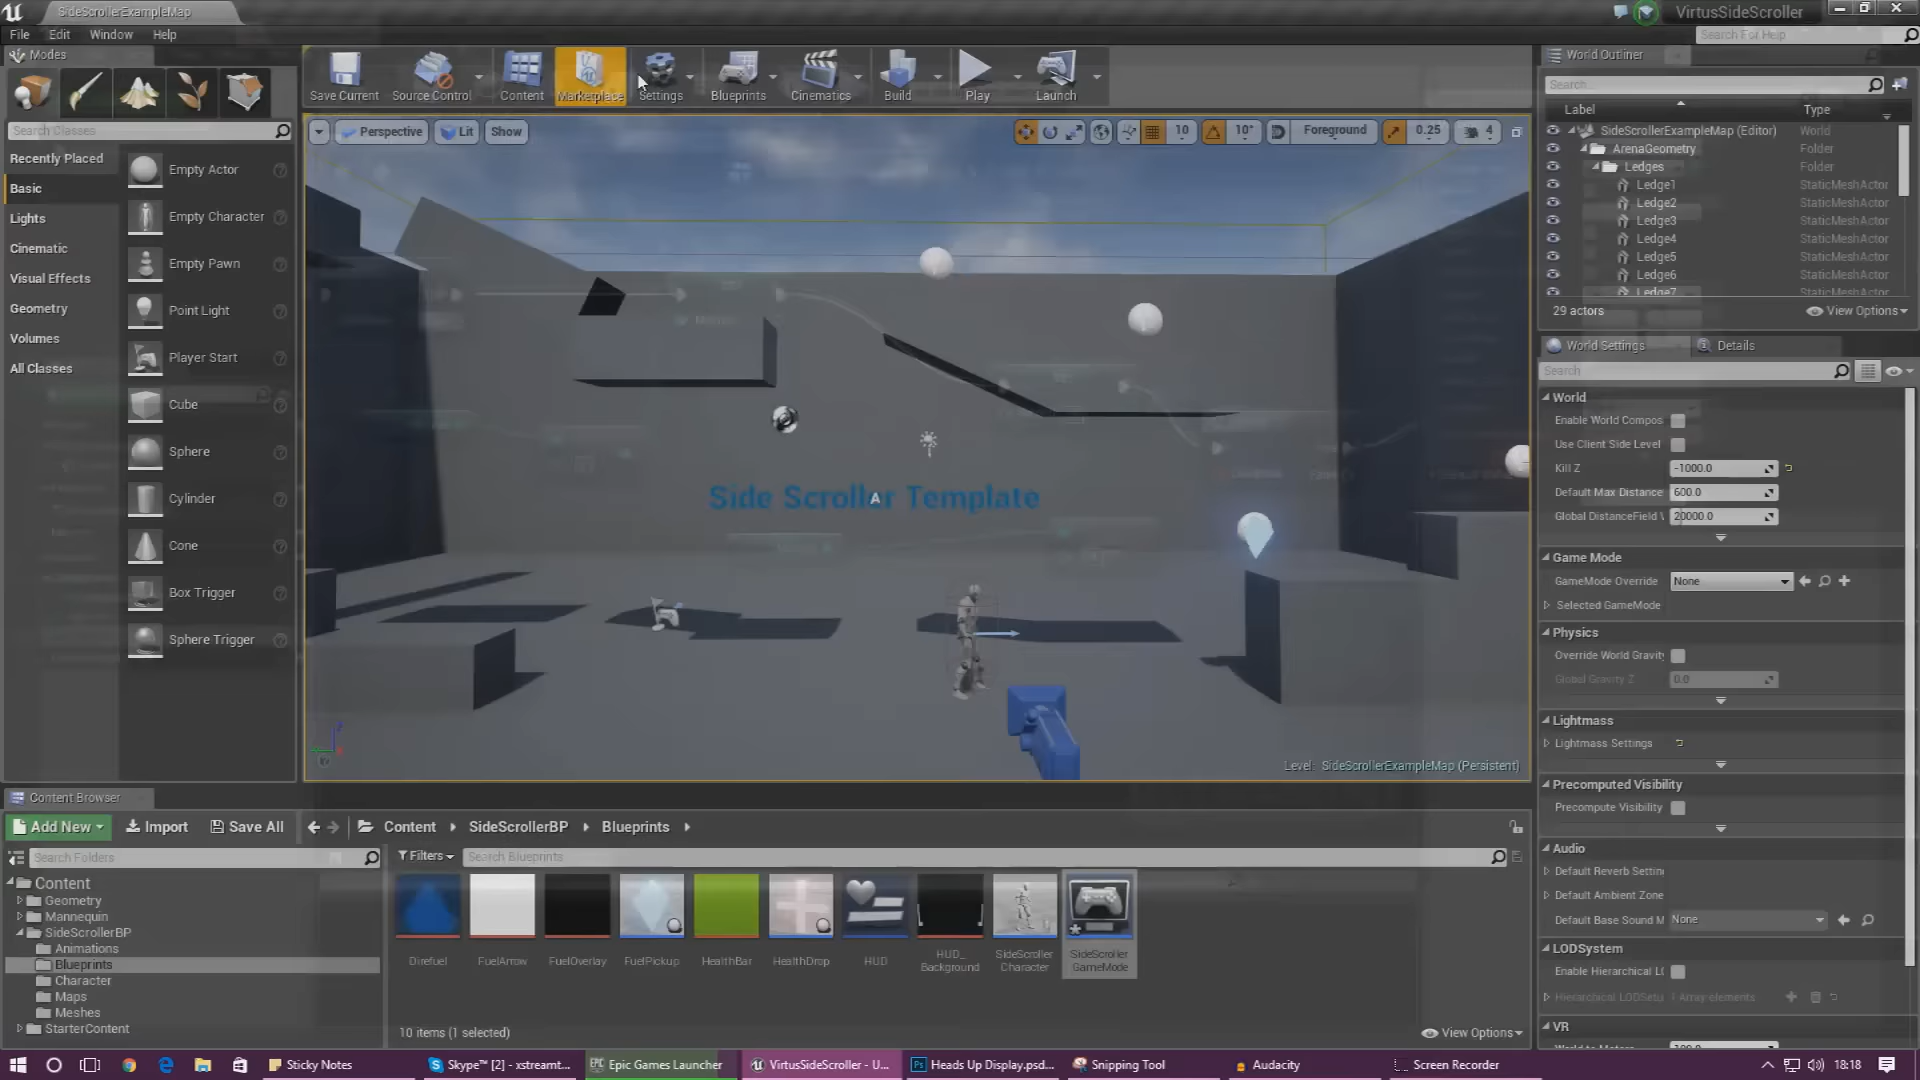 SideScrollerExampleMap
VirtusSideScroller
File Edit Window Help
Search For Help
Modes
Search Classes
Recently Placed
Basic
Lights
Cinematic
Visual Effects
Geometry
Volumes
All Classes
Empty Actor
Empty Character
Empty Pawn
Point Light
Player Start
Cube
Sphere
Cylinder
Cone
Box Trigger
Sphere Trigger
Save Current
Source Control
Content
Marketplace
Settings
Blueprints
Cinematics
Build
Play
Launch
Perspective
Lit
Show
10
10°
Foreground
0.25
4
Side Scroller Template
Level: SideScrollerExampleMap (Persistent)
World Outliner
Search...
Label Type
SideScrollerExampleMap (Editor) World
ArenaGeometry Folder
Ledges Folder
Ledge1 StaticMeshActor
Ledge2 StaticMeshActor
Ledge3 StaticMeshActor
Ledge4 StaticMeshActor
Ledge5 StaticMeshActor
Ledge6 StaticMeshActor
Ledge7 StaticMeshActor
29 actors
View Options
World Settings
Details
Search
World
Enable World Compos
Use Client Side Level
Kill Z -1000.0
Default Max Distance 600.0
Global DistanceField V 20000.0
Game Mode
GameMode Override None
Selected GameMode
Physics
Override World Gravity
Global Gravity Z 0.0
Lightmass
Lightmass Settings
Precomputed Visibility
Precompute Visibility
Audio
Default Reverb Settin
Default Ambient Zone
Default Base Sound M None
LODSystem
Enable Hierarchical LO
Hierarchical LODSetu 1 Array elements
VR
World to Meters 100.0
Content Browser
Add New
Import
Save All
Content SideScrollerBP Blueprints
Search Folders
Filters
Search Blueprints
Content
Geometry
Mannequin
SideScrollerBP
Animations
Blueprints
Character
Maps
Meshes
StarterContent
Direfuel
FuelArrow
FuelOverlay
FuelPickup
HealthBar
HealthDrop
HUD
HUD_
Background
SideScroller
Character
SideScroller
GameMode
10 items (1 selected)
View Options
Sticky Notes
Skype™ [2] - xstreamt...
Epic Games Launcher
VirtusSideScroller - U...
Heads Up Display.psd...
Snipping Tool
Audacity
Screen Recorder
18:18